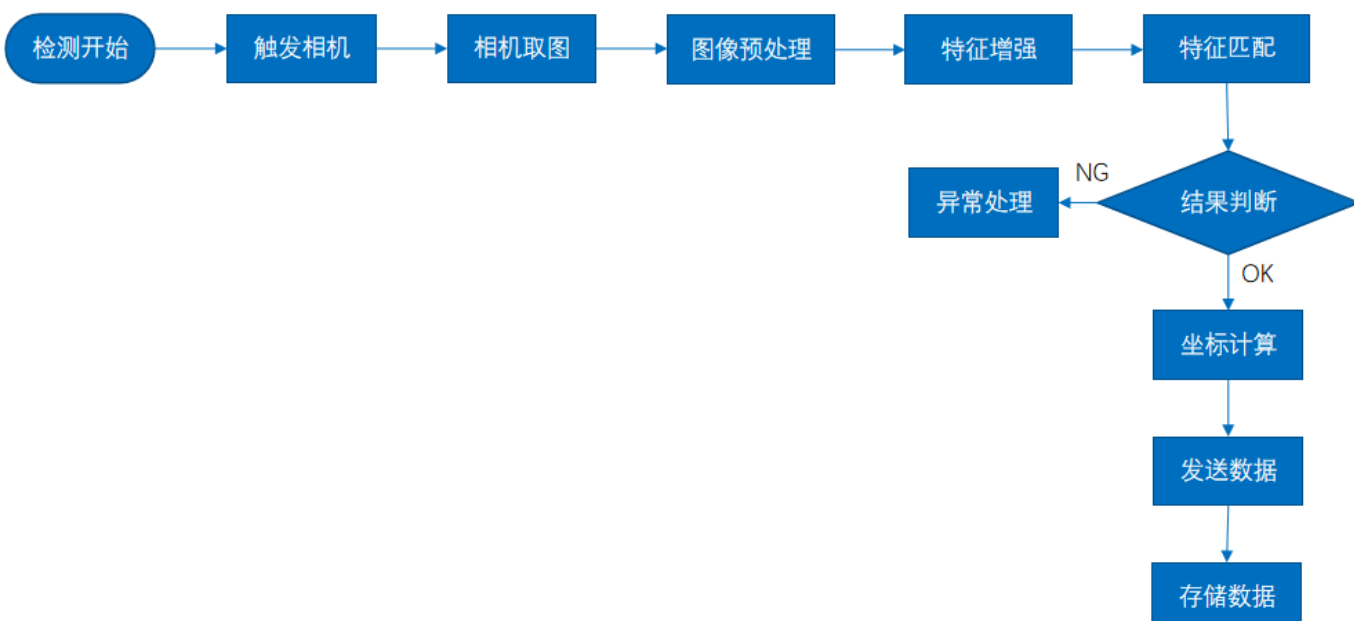 检测开始
触发相机
相机取图
图像预处理
特征增强
特征匹配
NG
异常处理
结果判断
OK
坐标计算
发送数据
存储数据